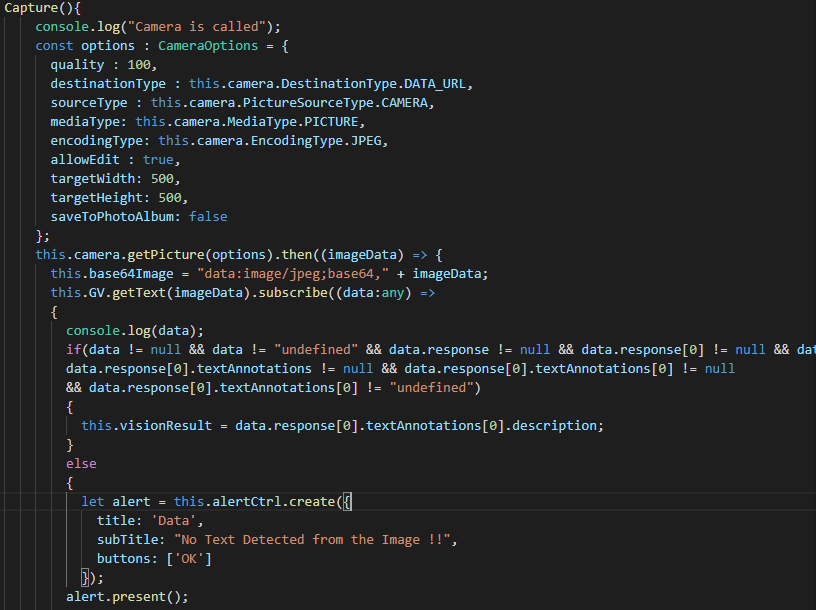 Capture(){
console.log("Camera is called");
const options : CameraOptions = {
quality : 100,
destinationType : this.camera.DestinationType.DATA_URL,
sourceType : this.camera.PictureSourceType.CAMERA,
mediaType: this.camera.MediaType.PICTURE,
encodingType: this.camera.EncodingType.JPEG,
allowEdit : true,
targetWidth: 500,
targetHeight: 500,
saveToPhotoAlbum: false
};
this.camera.getPicture(options).then((imageData) => {
this.base64Image = "data:image/jpeg;base64," + imageData;
this.GV.getText(imageData).subscribe((data:any) =>
{
console.log(data);
if(data != null && data != "undefined" && data.response != null && data.response[0] != null &&
data.response[0].textAnnotations != null && data.response[0].textAnnotations[0] != null
&& data.response[0].textAnnotations[0] != "undefined")
{
this.visionResult = data.response[0].textAnnotations[0].description;
}
else
{
let alert = this.alertCtrl.create({
title: 'Data',
subTitle: "No Text Detected from the Image !!",
buttons: ['OK']
});
alert.present();